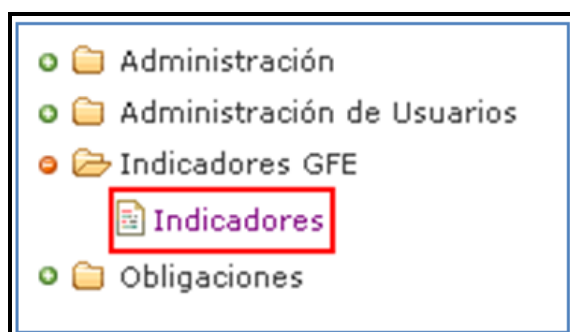 Administración
Administración de Usuarios
Indicadores GFE
Indicadores
Obligaciones